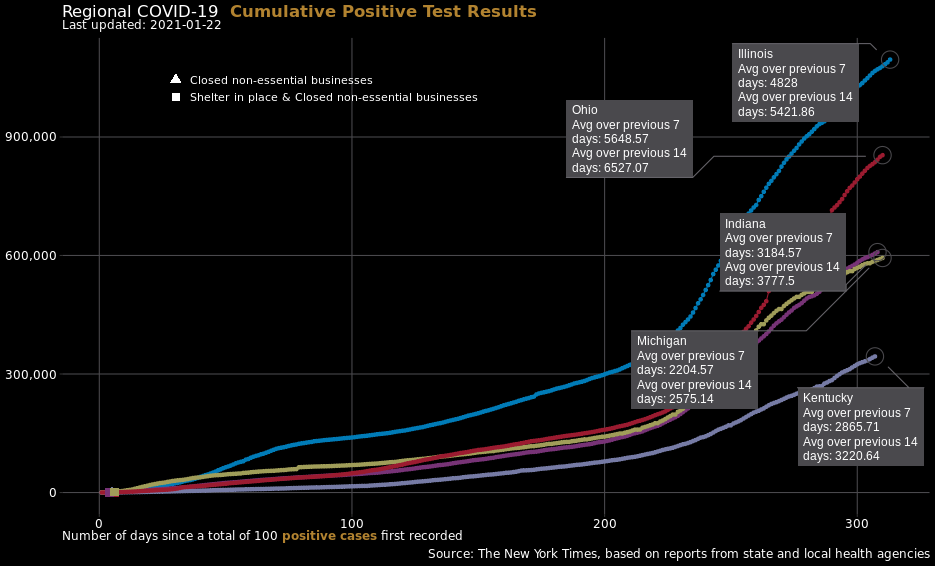 Regional COVID-19 Cumulative Positive Test Results
Last updated: 2021-01-22
Closed non-essential businesses
Shelter in place & Closed non-essential businesses
Illinois
Avg over previous 7
days: 4828
Avg over previous 14
days: 5421.86
Ohio
Avg over previous 7
days: 5648.57
Avg over previous 14
days: 6527.07
Indiana
Avg over previous 7
days: 3184.57
Avg over previous 14
days: 3777.5
Michigan
Avg over previous 7
days: 2204.57
Avg over previous 14
days: 2575.14
Kentucky
Avg over previous 7
days: 2865.71
Avg over previous 14
days: 3220.64
900,000
600,000
300,000
0
0 100 200 300
Number of days since a total of 100 positive cases first recorded
Source: The New York Times, based on reports from state and local health agencies